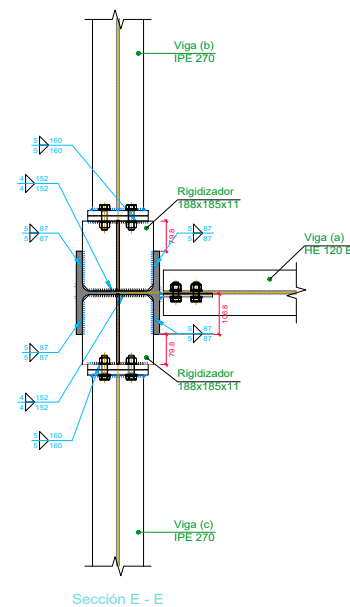 Viga (b)
IPE 270
5 160
5 160
4 152
4 152
Rigidizador
188x185x11
5 87
5 87
79.8
5 87
5 87
Viga (a)
HE 120 B
106.8
5 87
5 87
5 87
5 87
79.8
Rigidizador
188x185x11
4 152
4 152
5 160
5 160
Viga (c)
IPE 270
Sección E - E